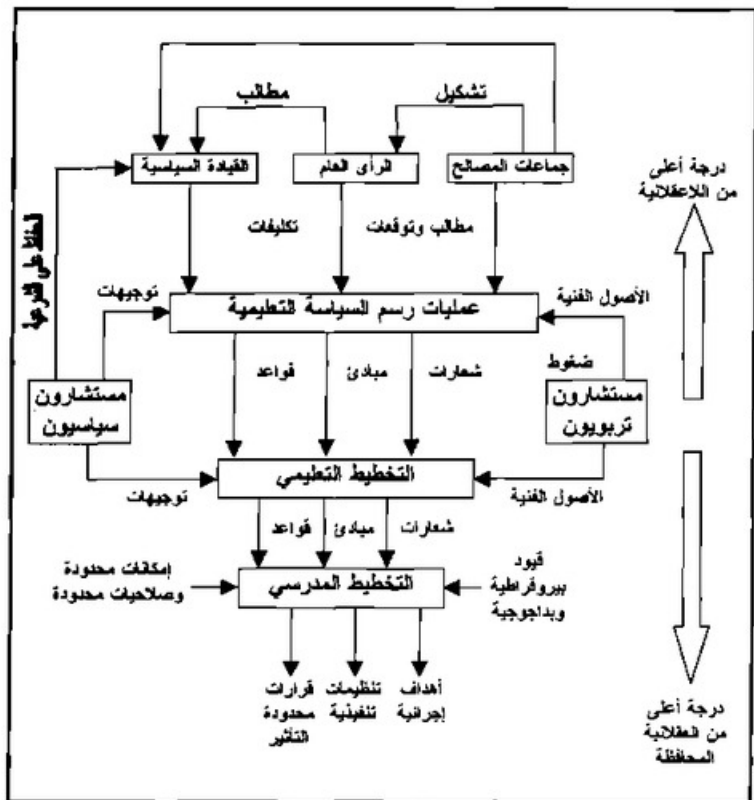 تشكيل
مطالب
جماعات المصالح
الرأى العام
القيادة السياسية
درجة أعلى
من اللاعقلانية
مطالب وتوقعات
تكليفات
الحفاظ على الشرعية
الأصول الفنية
توجيهات
عمليات رسم السياسة التعليمية
ضغوط
شعارات
مبادئ
قواعد
مستشارون
تربويون
مستشارون
سياسيون
التخطيط التعليمي
الأصول الفنية
توجيهات
شعارات
مبادئ
قواعد
قيود
بيروقراطية
وبداجوجية
التخطيط المدرسي
إمكانات محدودة
وصلاحيات محدودة
أهداف
إجرائية
تنظيمات
تنفيذية
قرارات
محدودة
التأثير
درجة أعلى
من العقلانية
المحافظة